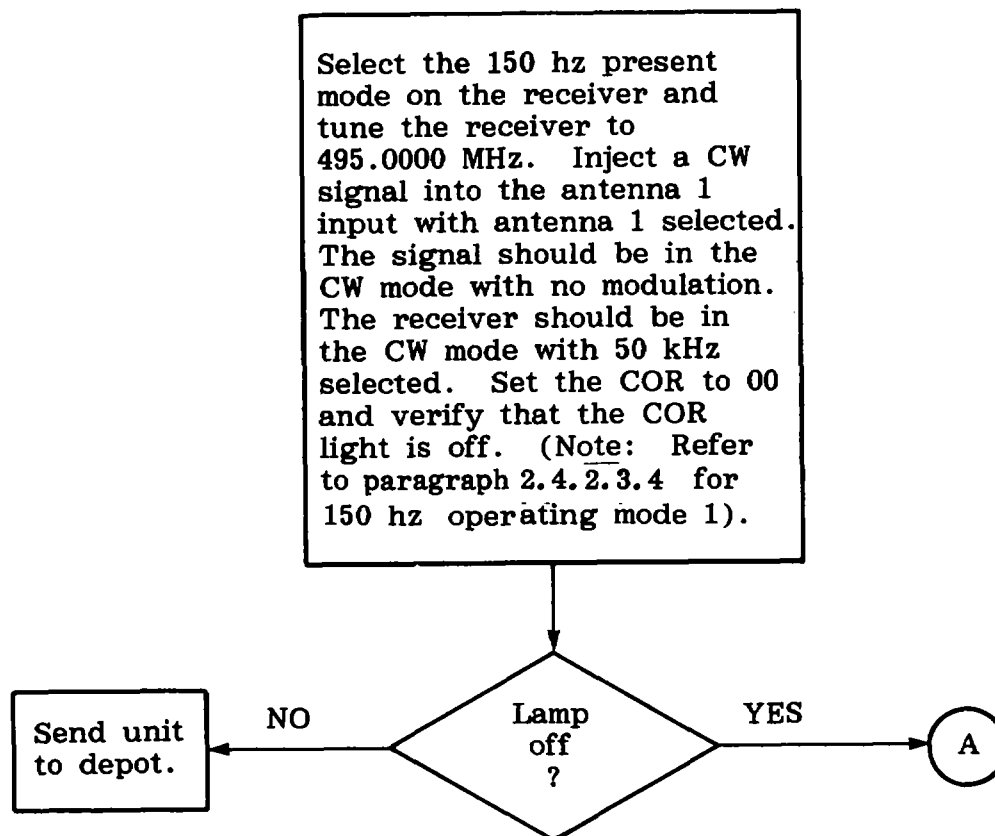 Select the 150 hz present
mode on the receiver and
tune the receiver to
495.0000 MHz. Inject a CW
signal into the antenna 1
input with antenna 1 selected.
The signal should be in the
CW mode with no modulation.
The receiver should be in
the CW mode with 50 kHz
selected. Set the COR to 00
and verify that the COR
light is off. (Note: Refer
to paragraph 2.4.2.3.4 for
150 hz operating mode 1).
NO
Lamp
off
?
YES
Send unit
to depot.
A